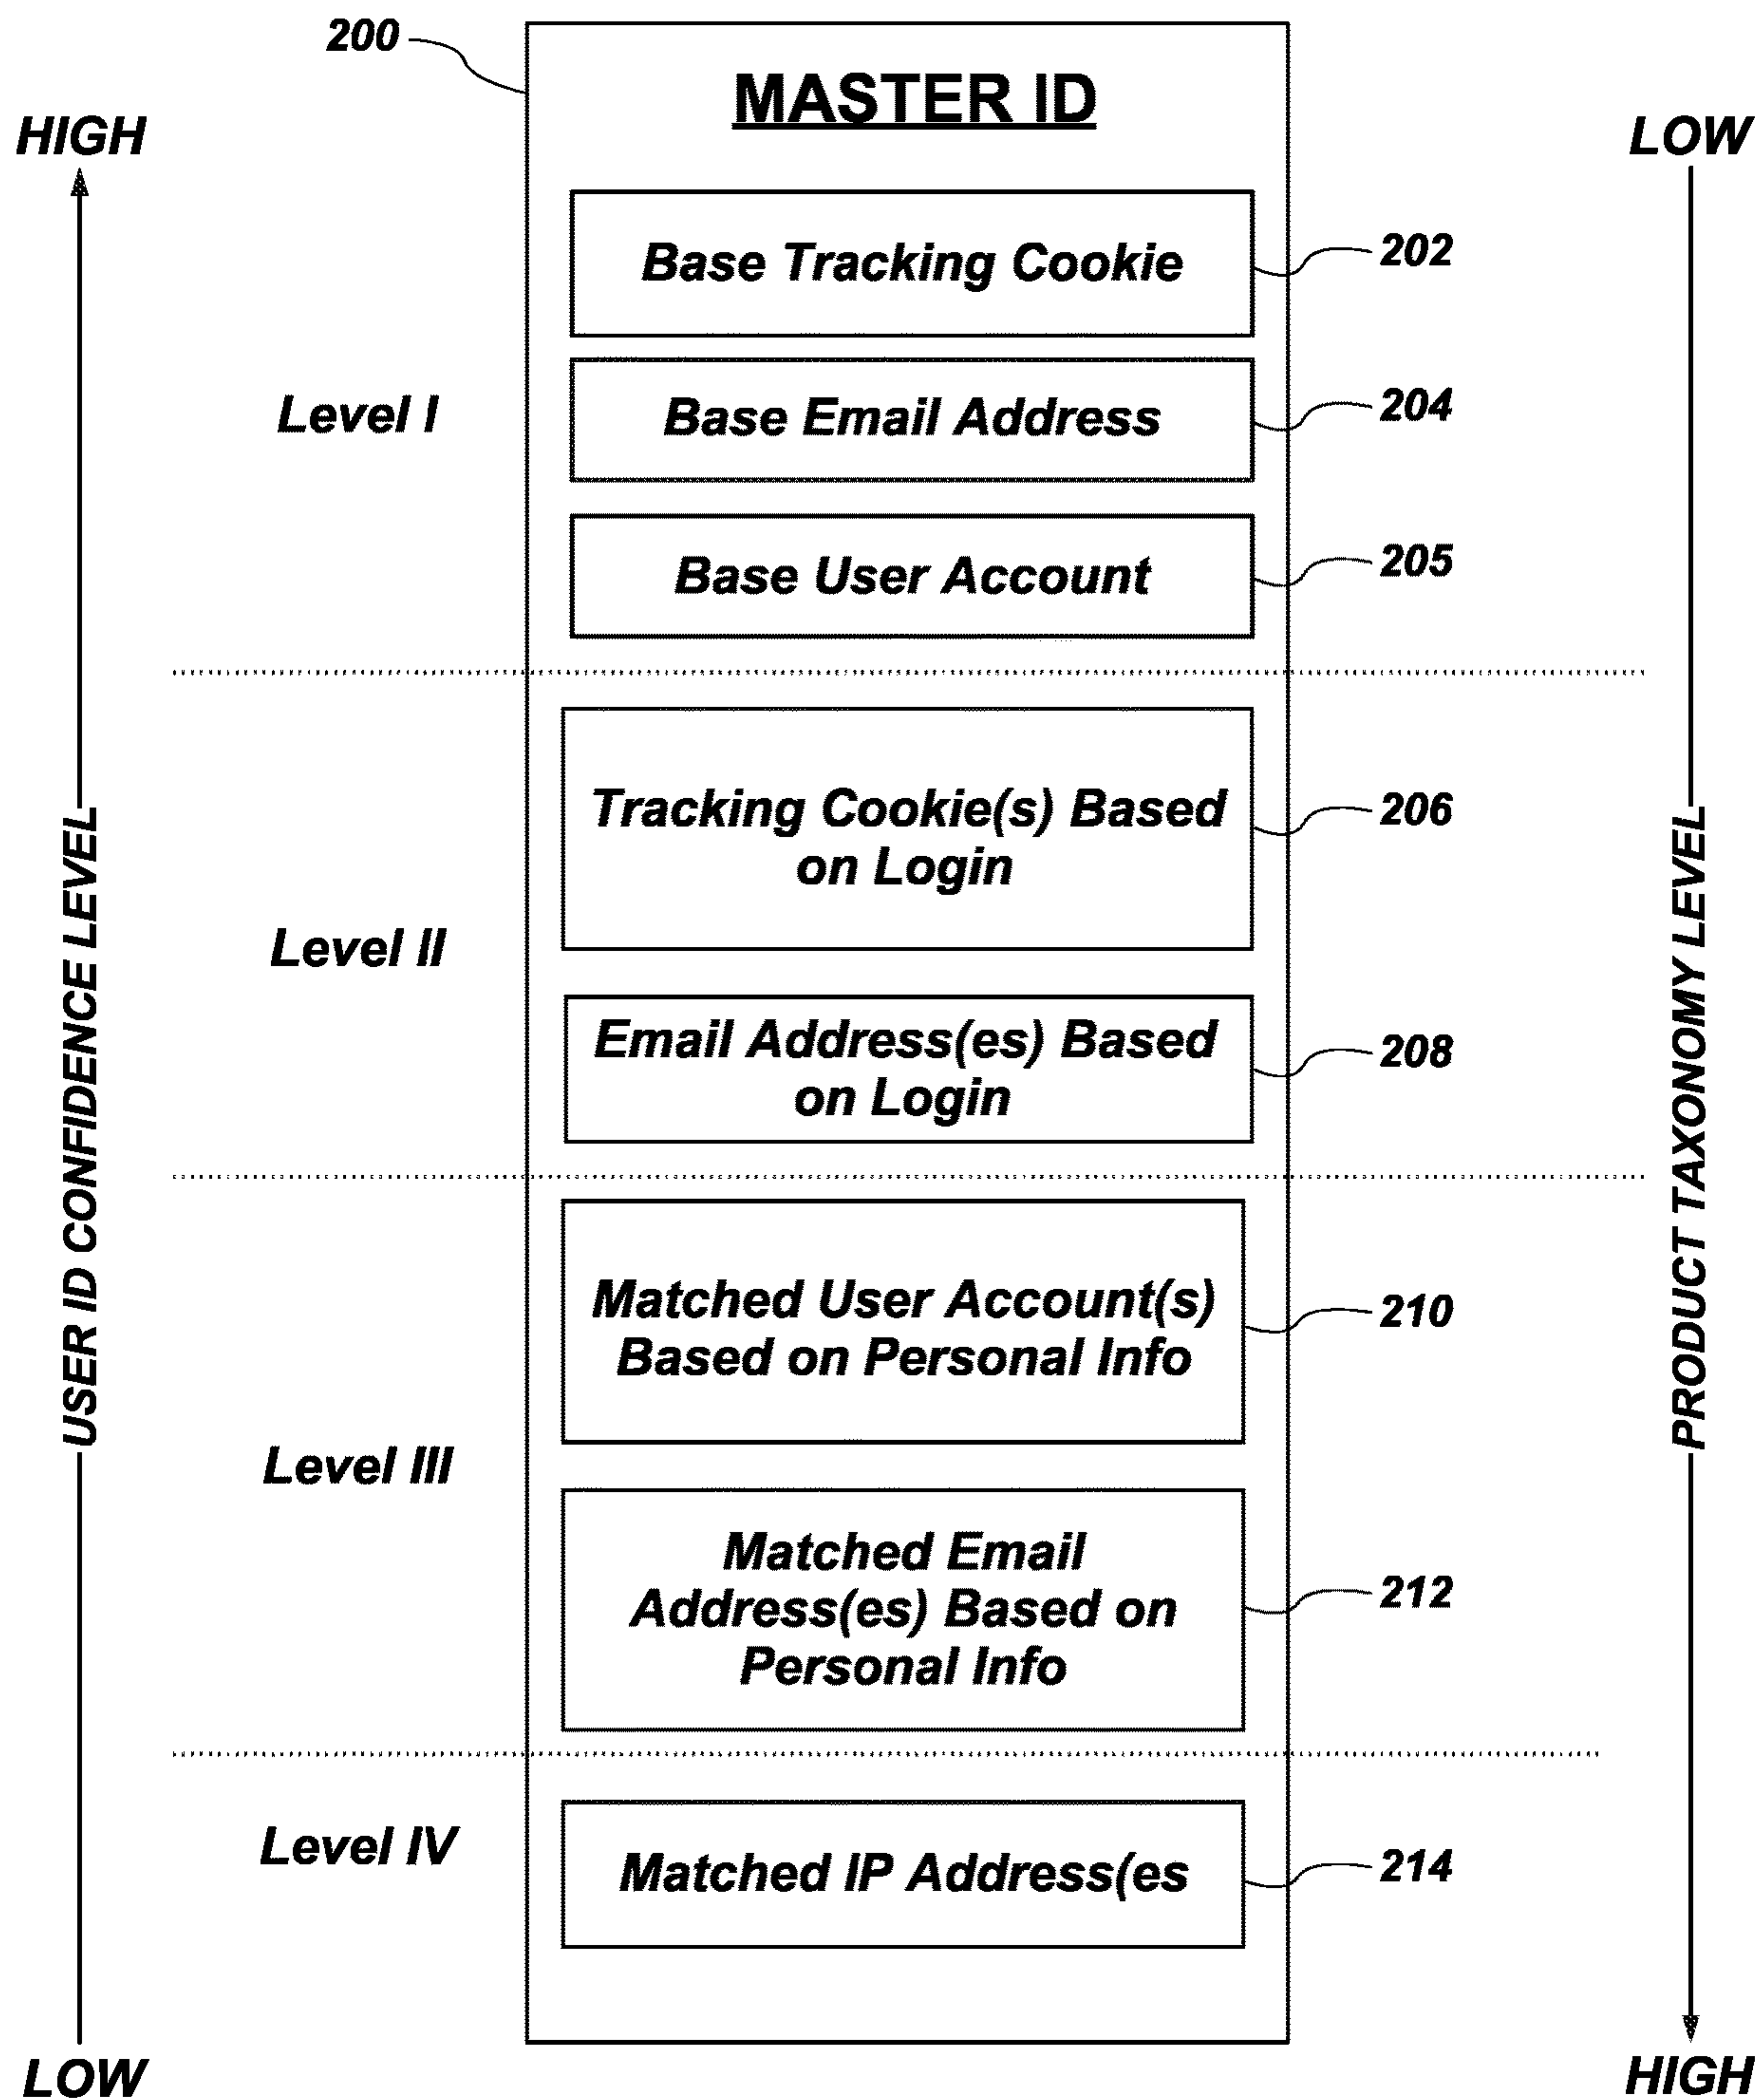 200
MASTER ID
HIGH
LOW
Base Tracking Cookie
202
Level I
Base Email Address
204
Base User Account
205
USER ID CONFIDENCE LEVEL
PRODUCT TAXONOMY LEVEL
Level II
Tracking Cookie(s) Based
on Login
206
Email Address(es) Based
on Login
208
Level III
Matched User Account(s)
Based on Personal Info
210
Matched Email
Address(es) Based on
Personal Info
212
Level IV
Matched IP Address(es
214
LOW
HIGH